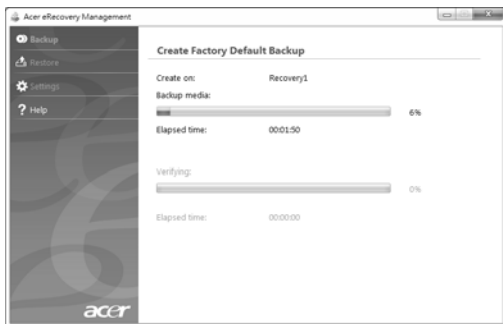 Acer eRecovery Management
Backup
Restore
Settings
Help
Create Factory Default Backup
Create on: Recovery1
Backup media:
6%
Elapsed time: 00:01:50
Verifying:
0%
Elapsed time: 00:00:00
acer